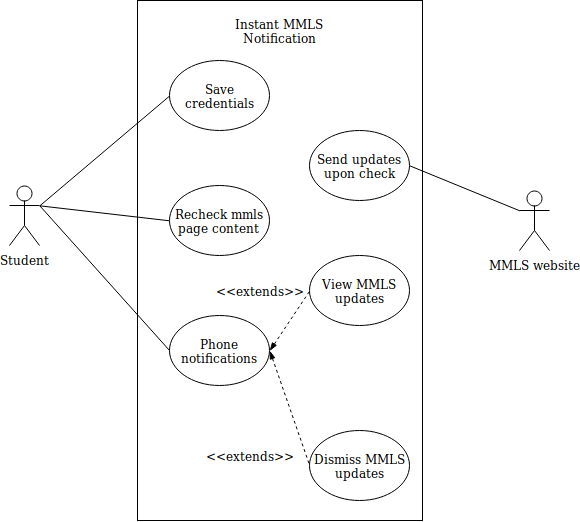 Instant MMLS
Notification
Save
credentials
Send updates
upon check
Recheck mmls
page content
Student
MMLS website
<<extends>>
View MMLS
updates
Phone
notifications
<<extends>>
Dismiss MMLS
updates